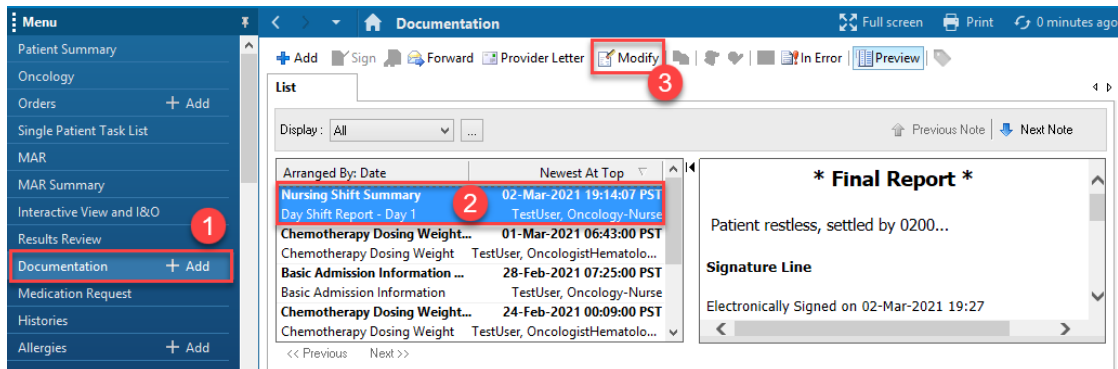 Menu
Patient Summary
Oncology
Orders + Add
Single Patient Task List
MAR
MAR Summary
Interactive View and I&O
1
Results Review
Documentation + Add
Medication Request
Histories
Allergies + Add
Documentation
Full screen Print 0 minutes ago
Add Sign Forward Provider Letter Modify In Error Preview
3
List
Display: All ... Previous Note Next Note
Arranged By: Date Newest At Top
Nursing Shift Summary 02-Mar-2021 19:14:07 PST
2
Day Shift Report - Day 1 TestUser, Oncology-Nurse
Chemotherapy Dosing Weight... 01-Mar-2021 06:43:00 PST
Chemotherapy Dosing Weight TestUser, OncologistHematolo...
Basic Admission Information ... 28-Feb-2021 07:25:00 PST
Basic Admission Information TestUser, Oncology-Nurse
Chemotherapy Dosing Weight... 24-Feb-2021 00:09:00 PST
Chemotherapy Dosing Weight TestUser, OncologistHematolo...
<< Previous Next >>
* Final Report *
Patient restless, settled by 0200...
Signature Line
Electronically Signed on 02-Mar-2021 19:27